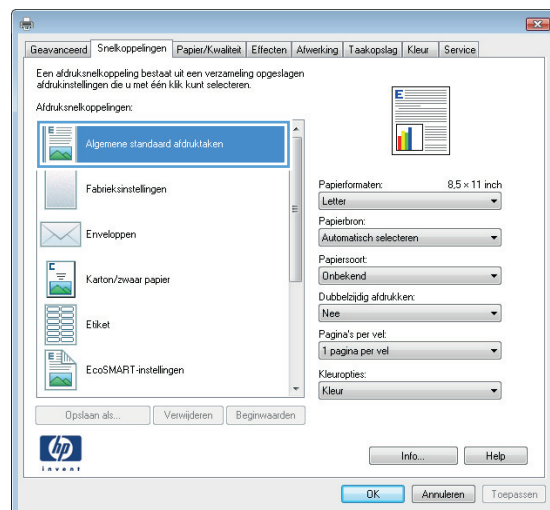 Geavanceerd Snelkoppelingen Papier/Kwaliteit Effecten Afwerking Taakopslag Kleur Service
Een afdruksnelkoppeling bestaat uit een verzameling opgeslagen
afdrukinstellingen die u met één klik kunt selecteren.
Afdruksnelkoppelingen:
Algemene standaard afdruktaken
Fabrieksinstellingen
Enveloppen
Karton/zwaar papier
Etiket
EcoSMART-instellingen
Opslaan als... Verwijderen Beginwaarden
E
Papierformaten: 8,5 × 11 inch
Letter
Papierbron:
Automatisch selecteren
Papiersoort:
Onbekend
Dubbelzijdig afdrukken:
Nee
Pagina's per vel:
1 pagina per vel
Kleuropties:
Kleur
hp
invent
Info... Help
OK Annuleren Toepassen